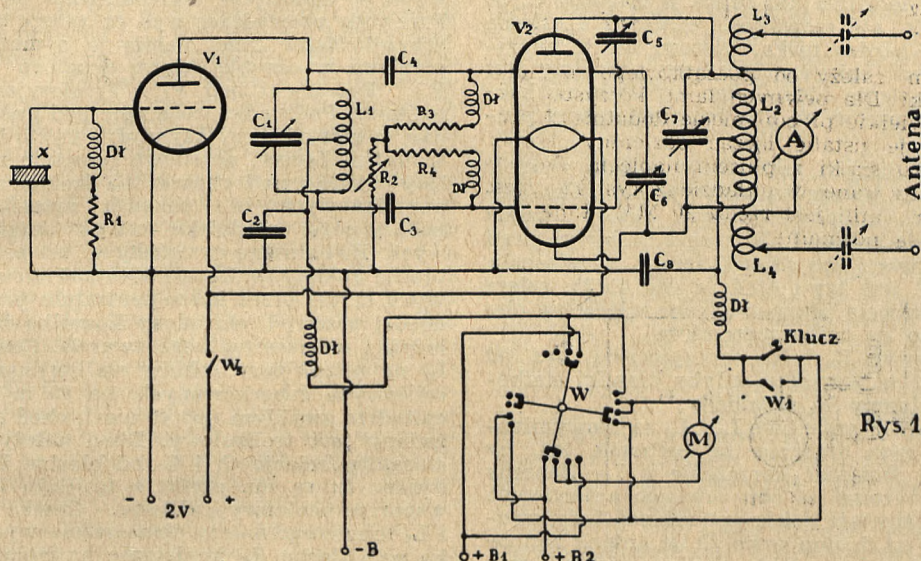 V1
V2
C4
C5
L3
L1
C1
R3
Dł
X
Dł
R2
R4
Dł
C7
L2
A
C6
R1
C2
C3
L4
C8
Antena
Dł
Dł
Klucz
W1
W2
W
M
Rys. 1
- 2V +
-B
+B1
+B2